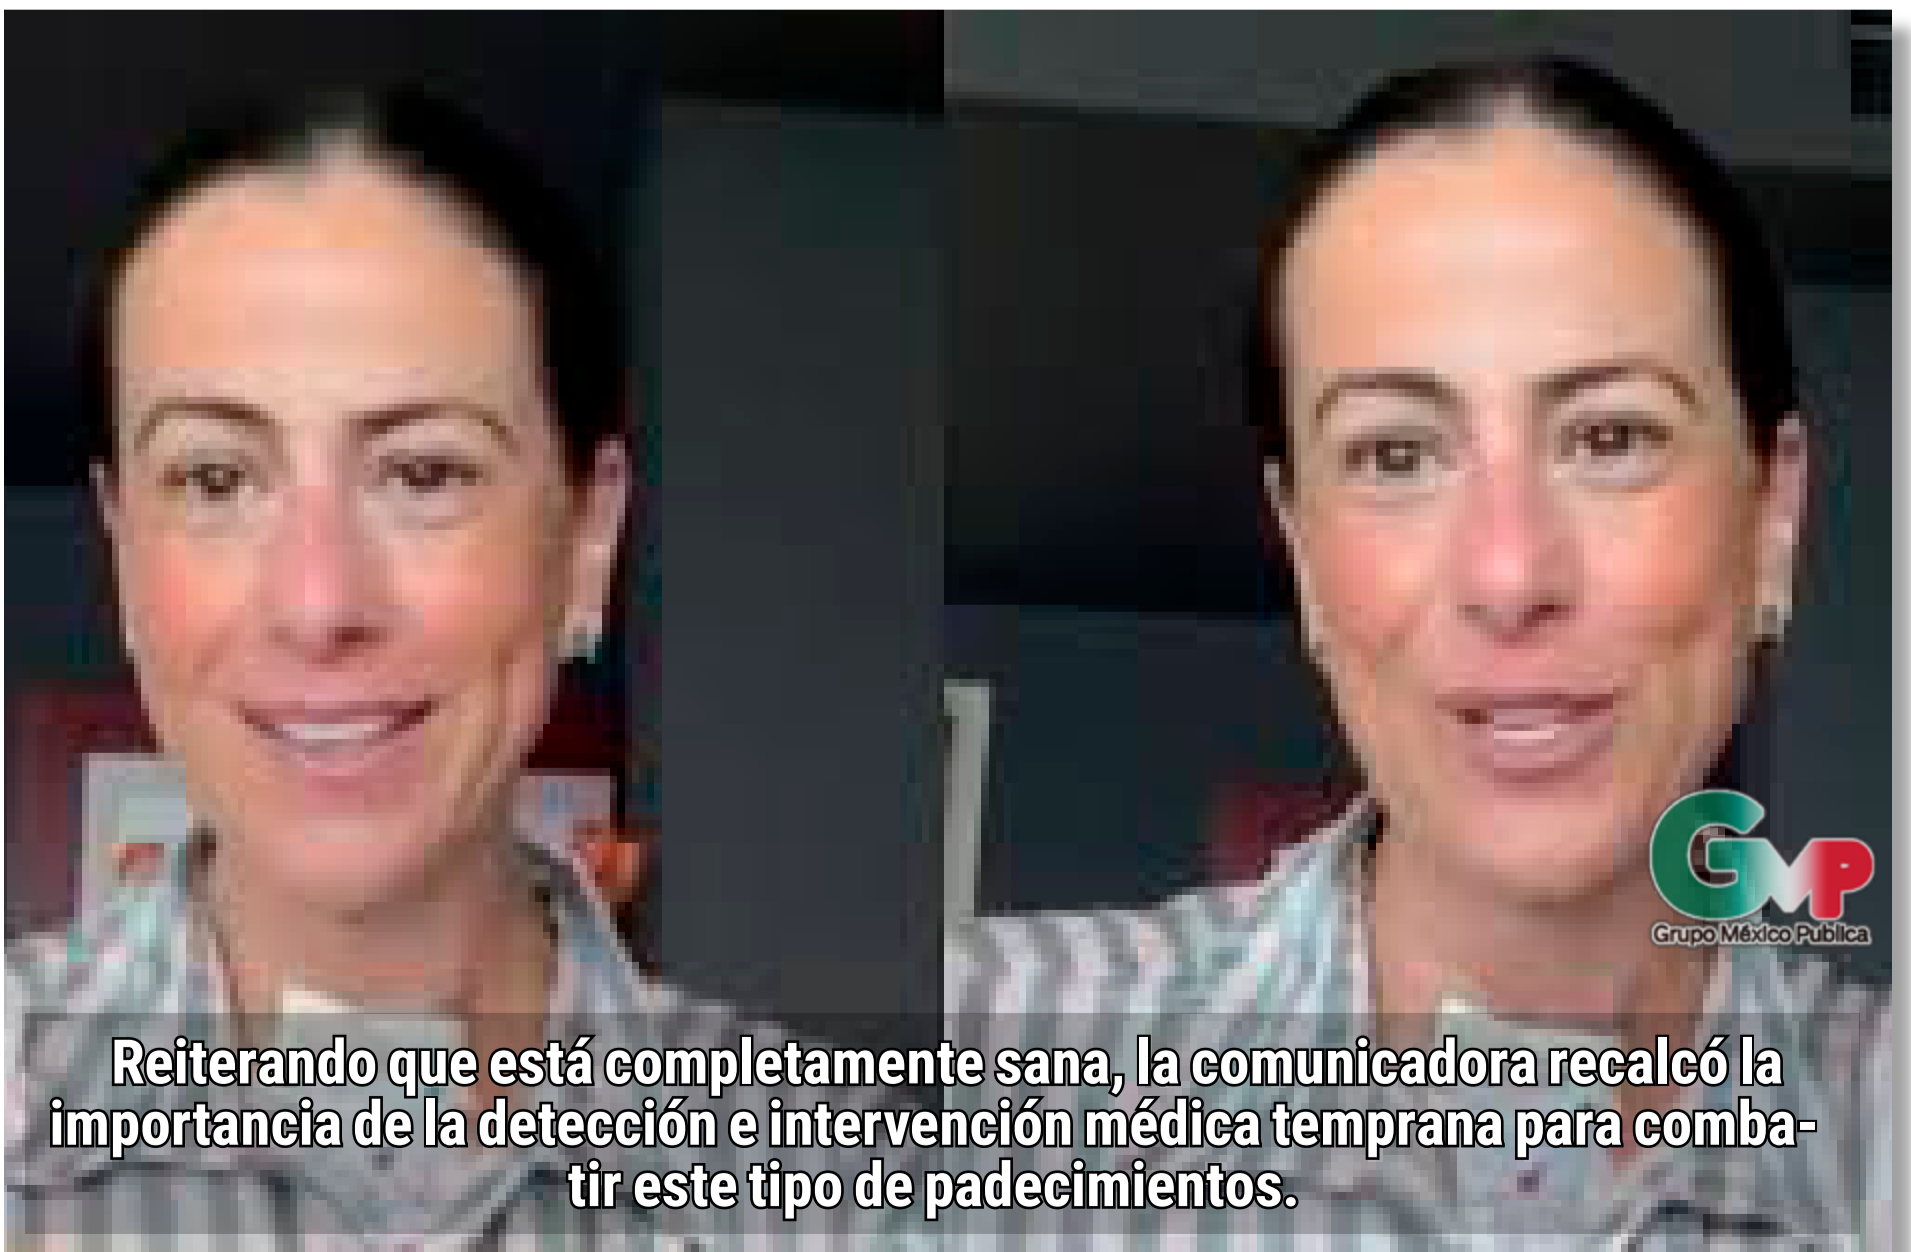 GMP
Grupo México Publica
Reiterando que está completamente sana, la comunicadora recalcó la
importancia de la detección e intervención médica temprana para comba-
tir este tipo de padecimientos.